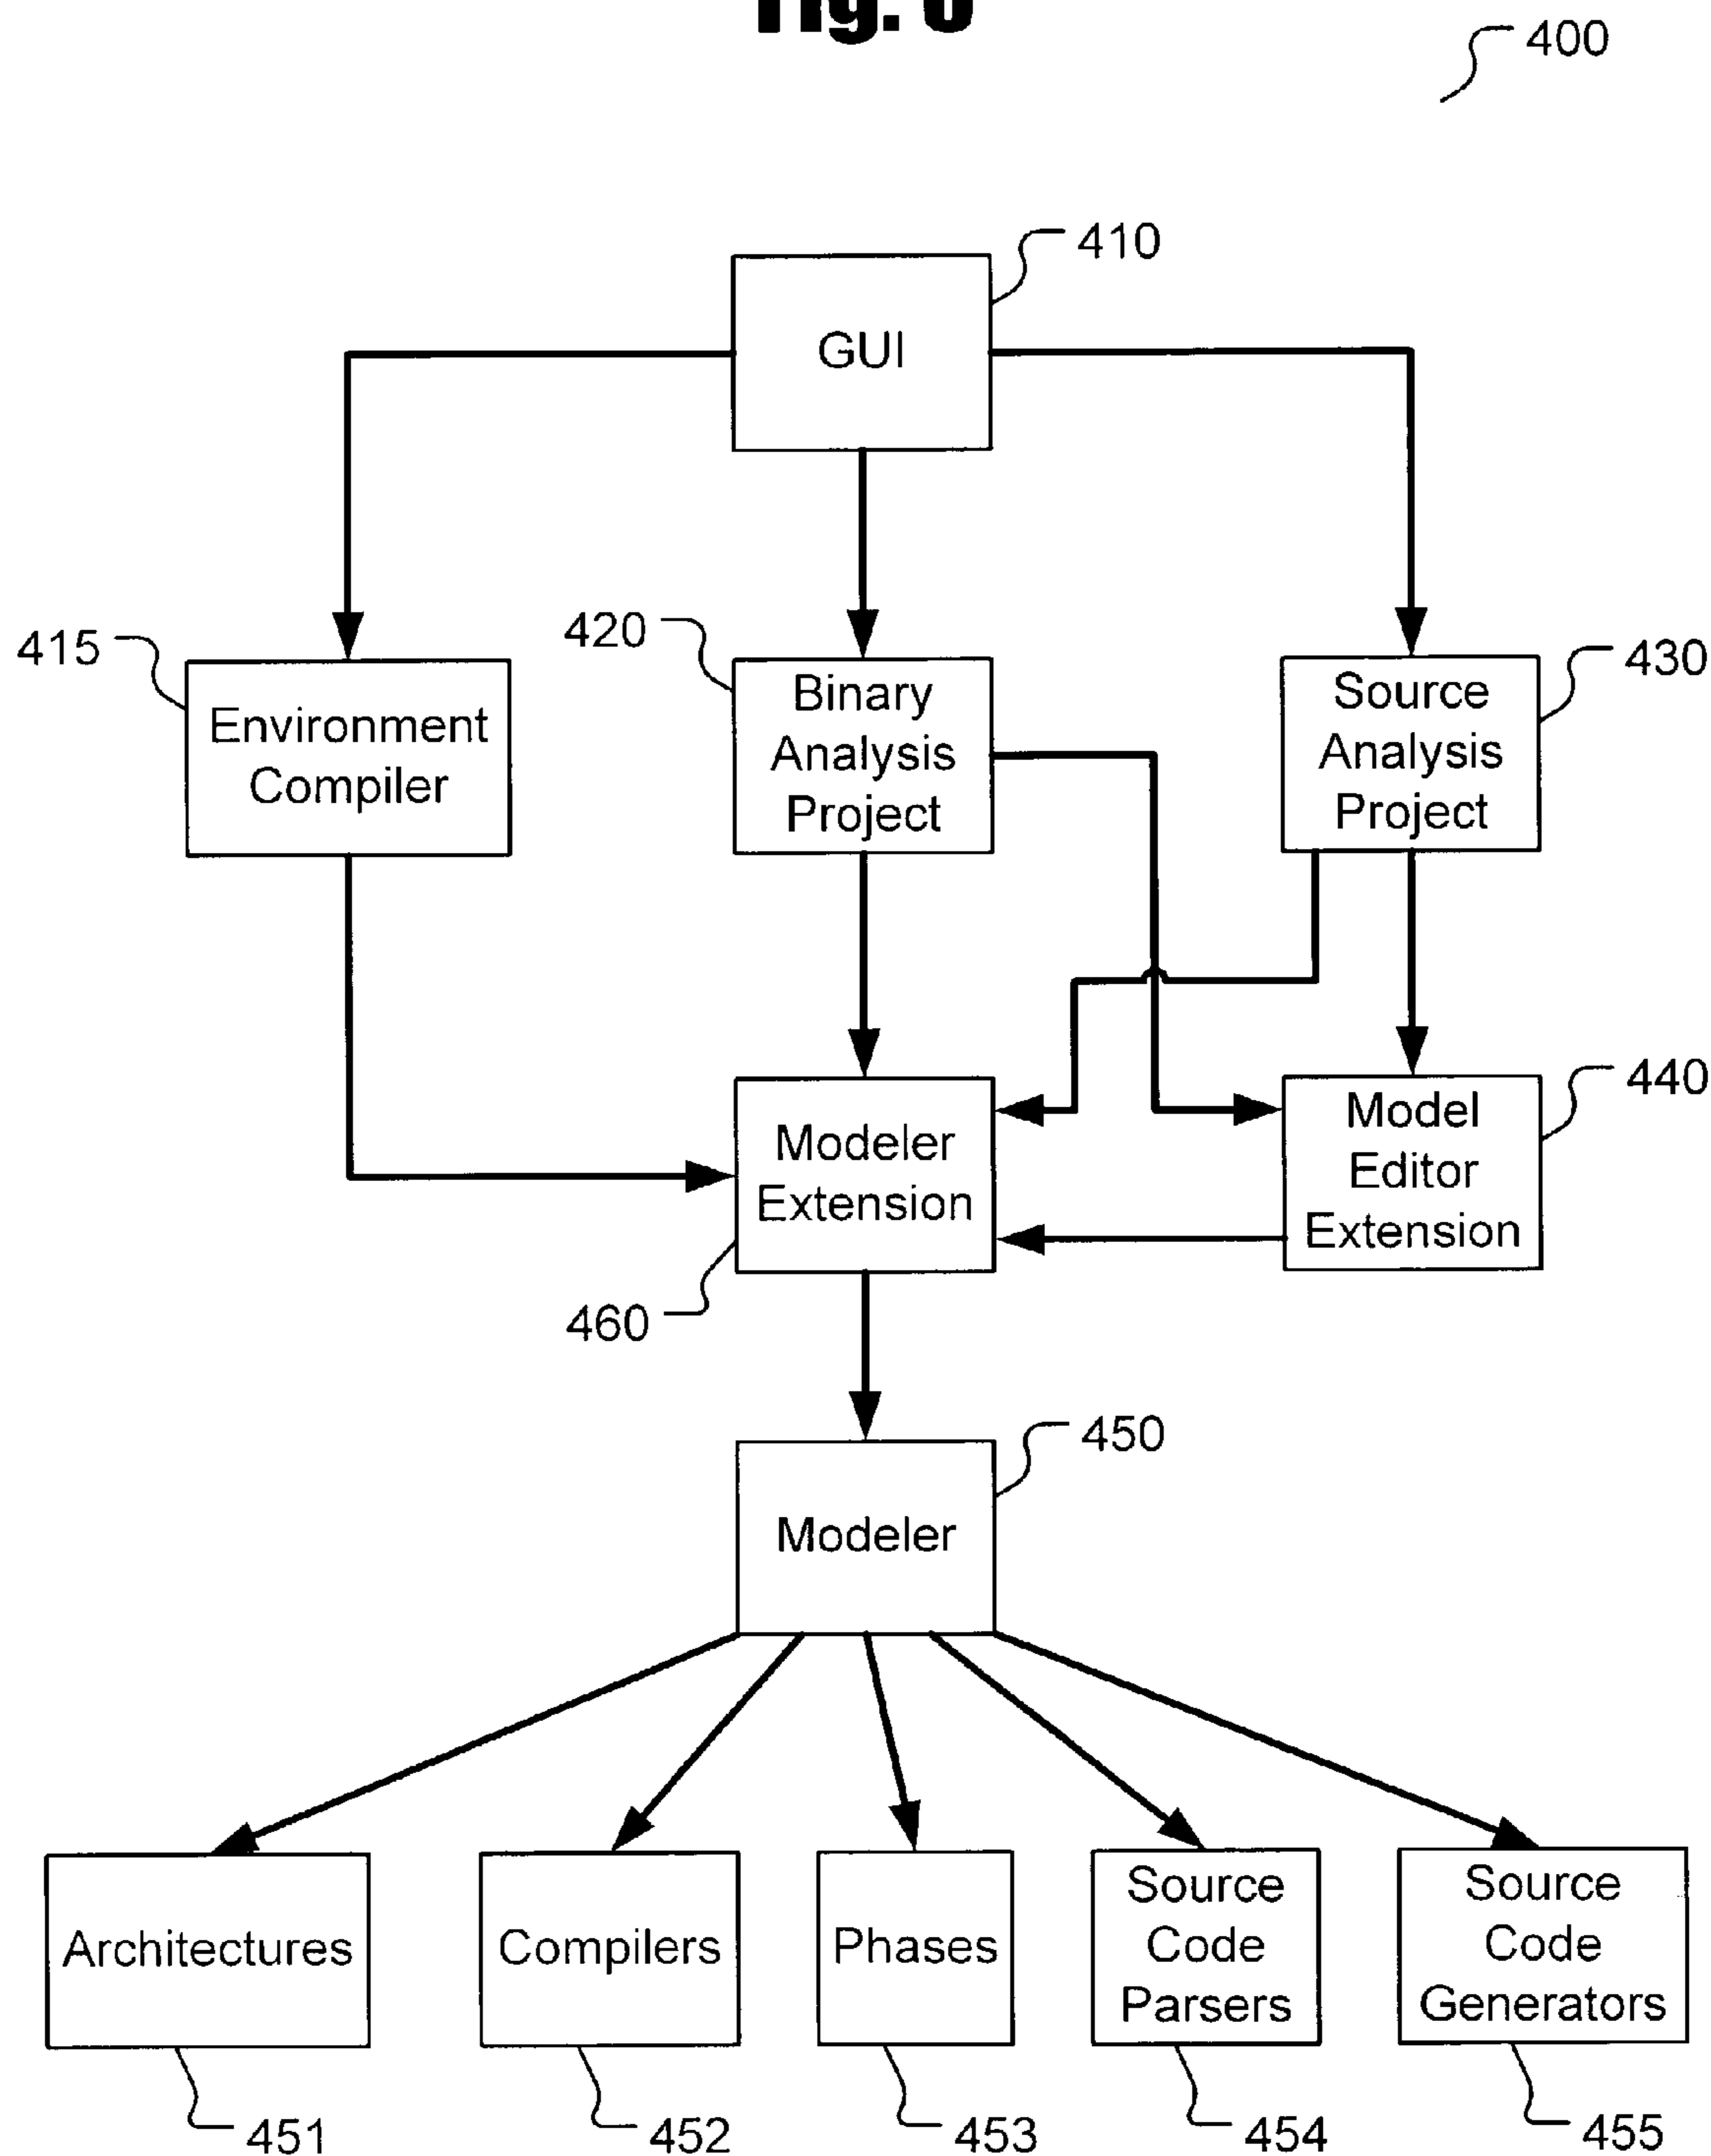 Fig.
400
410
GUI
415
Environment
Compiler
420
Binary
Analysis
Project
430
Source
Analysis
Project
440
Model
Editor
Extension
Modeler
Extension
460
450
Modeler
Architectures
Compilers
Phases
Source
Code
Parsers
Source
Code
Generators
451
452
453
454
455